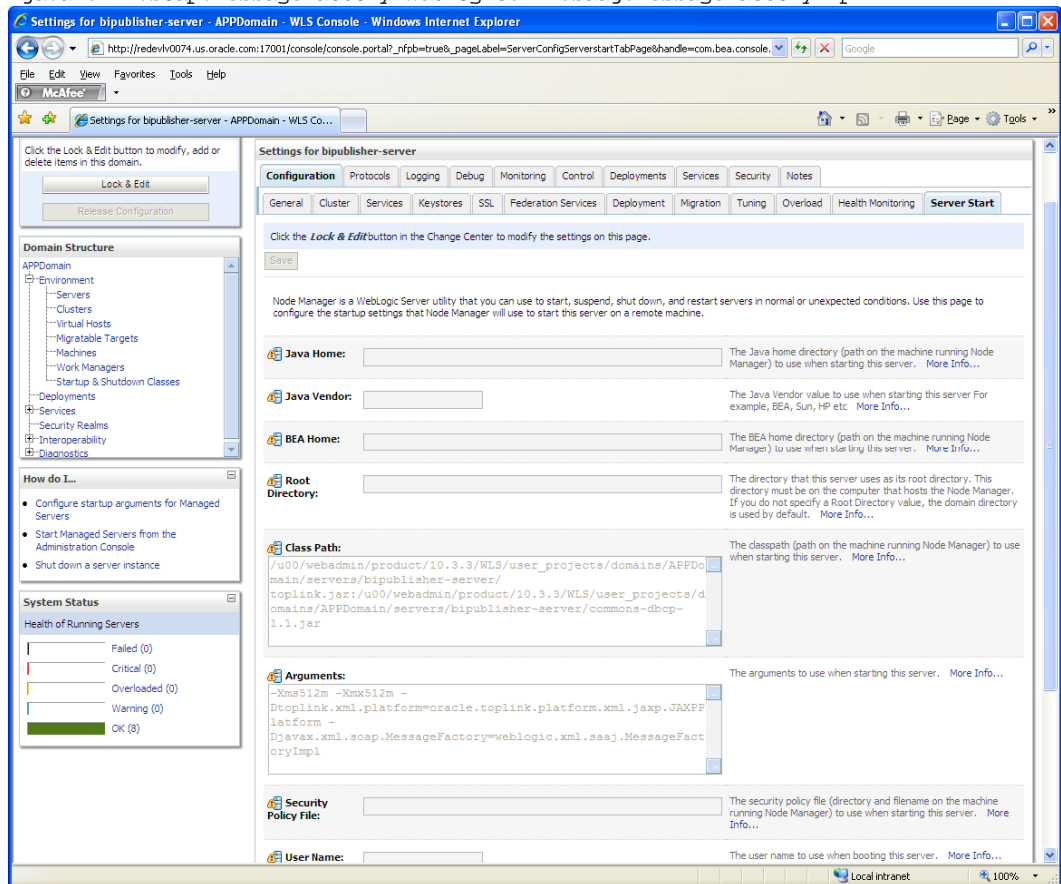 Settings for bipublisher-server - APPDomain - WLS Console - Windows Internet Explorer
http://redevlv0074.us.oracle.com:17001/console/console.portal?_nfpb=true&_pageLabel=ServerConfigServerstartTabPage&handle=com.bea.console.
Google
File Edit View Favorites Tools Help
McAfee
Settings for bipublisher-server - APPDomain - WLS Co...
Page Tools
Click the Lock & Edit button to modify, add or
delete items in this domain.
Lock & Edit
Release Configuration
Domain Structure
APPDomain
Environment
Servers
Clusters
Virtual Hosts
Migratable Targets
Machines
Work Managers
Startup & Shutdown Classes
Deployments
Services
Security Realms
Interoperability
Diagnostics
How do I...
Configure startup arguments for Managed
Servers
Start Managed Servers from the
Administration Console
Shut down a server instance
System Status
Health of Running Servers
Failed (0)
Critical (0)
Overloaded (0)
Warning (0)
OK (8)
Settings for bipublisher-server
Configuration Protocols Logging Debug Monitoring Control Deployments Services Security Notes
General Cluster Services Keystores SSL Federation Services Deployment Migration Tuning Overload Health Monitoring Server Start
Click the Lock & Edit button in the Change Center to modify the settings on this page.
Save
Node Manager is a WebLogic Server utility that you can use to start, suspend, shut down, and restart servers in normal or unexpected conditions. Use this page to
configure the startup settings that Node Manager will use to start this server on a remote machine.
Java Home:
The Java home directory (path on the machine running Node
Manager) to use when starting this server. More Info...
Java Vendor:
The Java Vendor value to use when starting this server For
example, BEA, Sun, HP etc More Info...
BEA Home:
The BEA home directory (path on the machine running Node
Manager) to use when starting this server. More Info...
Root
Directory:
The directory that this server uses as its root directory. This
directory must be on the computer that hosts the Node Manager.
If you do not specify a Root Directory value, the domain directory
is used by default. More Info...
Class Path:
/u00/webadmin/product/10.3.3/WLS/user_projects/domains/APPDo
main/servers/bipublisher-server/
toplink.jar:/u00/webadmin/product/10.3.3/WLS/user_projects/d
omains/APPDomain/servers/bipublisher-server/commons-dbcp-
1.1.jar
The classpath (path on the machine running Node Manager) to use
when starting this server. More Info...
Arguments:
-Xms512m -Xmx512m -
Dtoplink.xml.platform=oracle.toplink.platform.xml.jaxp.JAXPP
latform -
Djavax.xml.soap.MessageFactory=weblogic.xml.saaj.MessageFact
oryImpl
The arguments to use when starting this server. More Info...
Security
Policy File:
The security policy file (directory and filename on the machine
running Node Manager) to use when starting this server. More
Info...
User Name:
The user name to use when booting this server. More Info...
Local intranet
100%